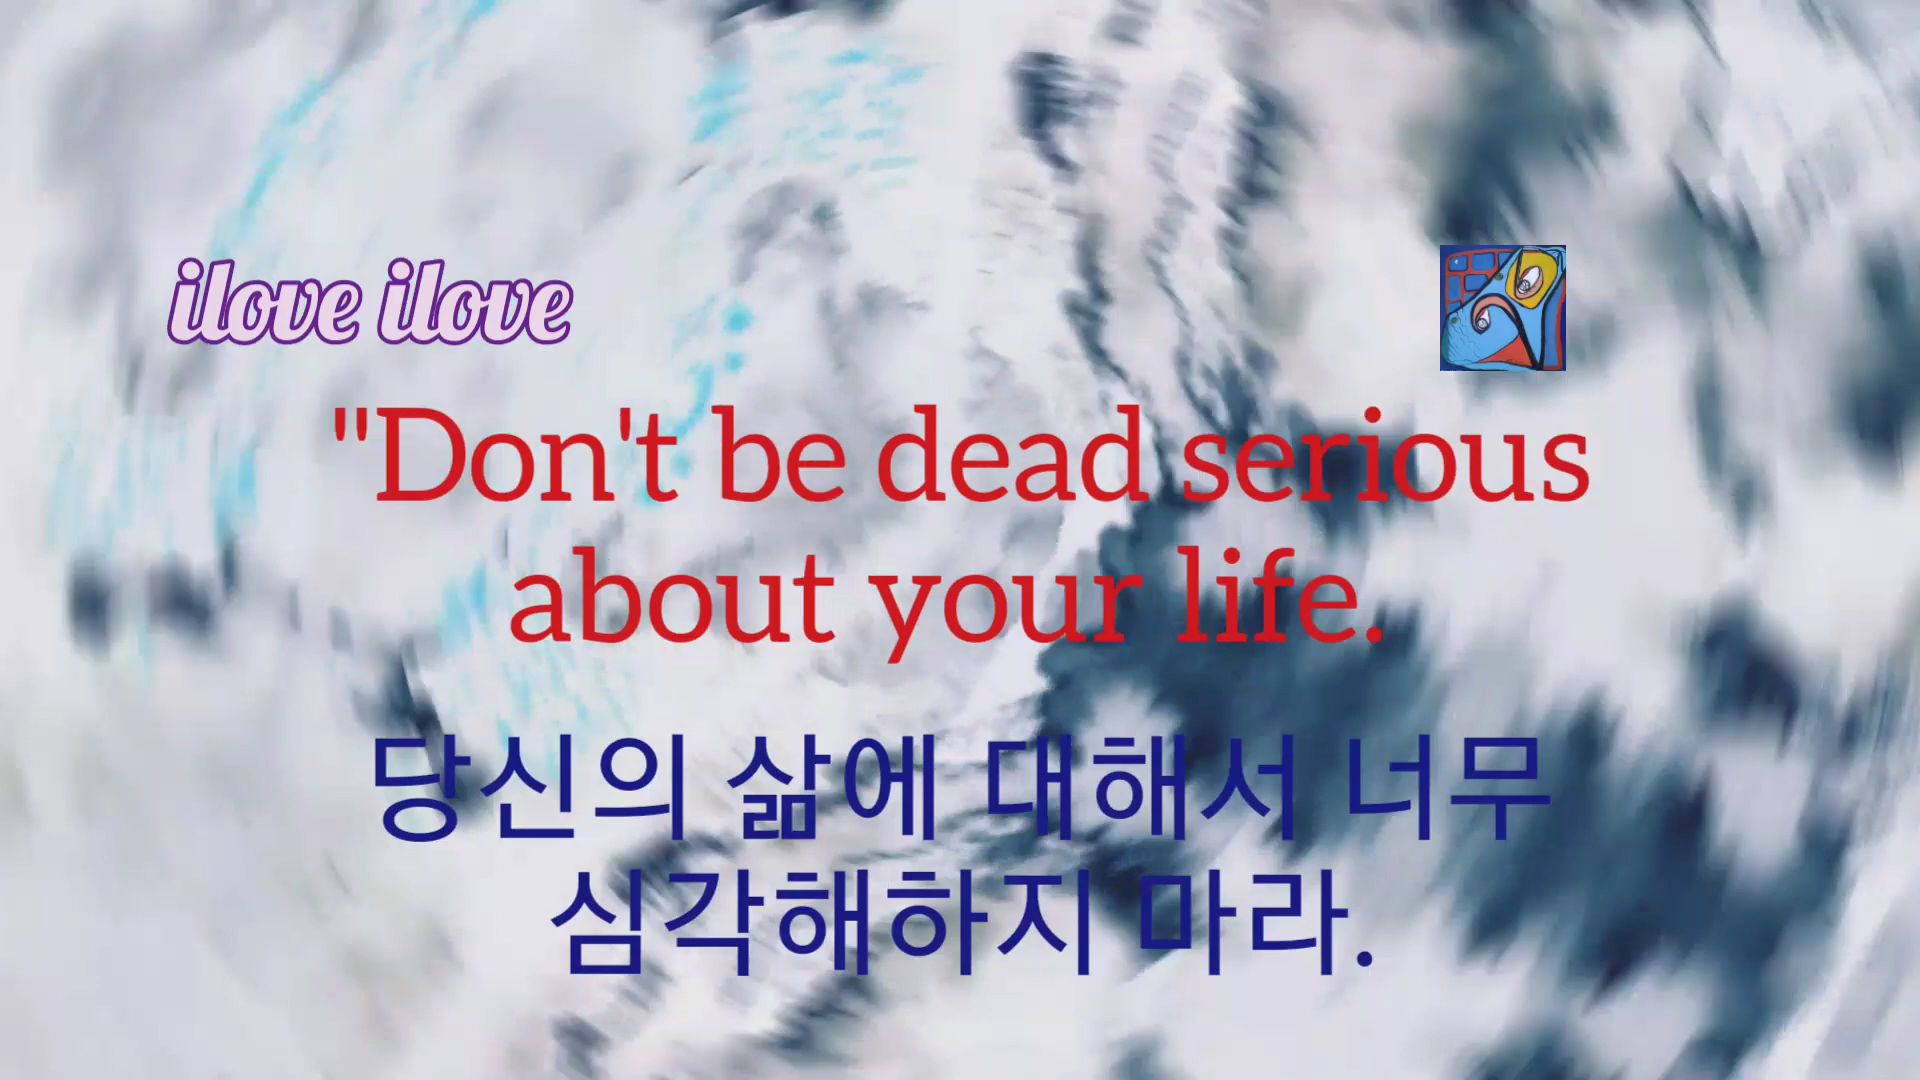 ilove ilove
"Don't be dead serious
about your life.
당신의 삶에 대해서 너무
심각해하지 마라.